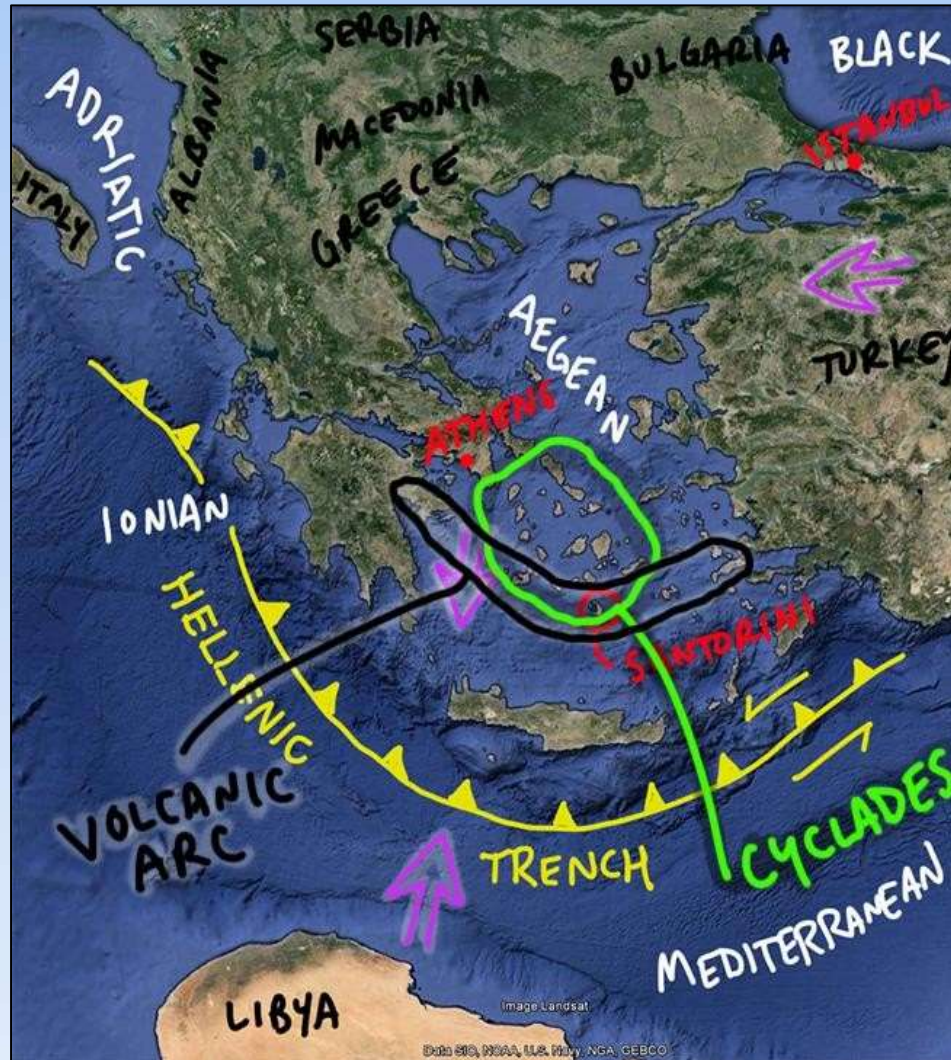 SERBIA
BULGARIA
BLACK
ADRIATIC
ALBANIA
MACEDONIA
ISTANBUL
ITALY
GREECE
AEGEAN
TURKEY
ATHENS
IONIAN
HELLENIC
SANTORINI
VOLCANIC
ARC
TRENCH
CYCLADES
MEDITERRANEAN
LIBYA
Image Landsat
Data SIO, NOAA, U.S. Navy, NGA, GEBCO